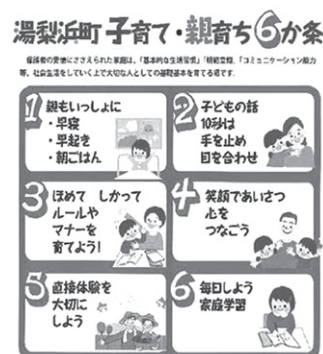 湯梨浜町 子育て・親育ち6か条
保護者の愛情にささえられた家庭は、「基本的な生活習慣」「規範意識」「コミュニケーション能力」
等、社会生活をしていく上で大切な人としての基礎基本を育てる場です。
1 親もいっしょに
・早寝
・早起き
・朝ごはん
2 子どもの話
10秒は
手を止め
目を合わせ
3 ほめて しかって
ルールや
マナーを
育てよう!
4 笑顔であいさつ
心を
つなごう
5 直接体験を
大切に
しよう
6 毎日しよう
家庭学習